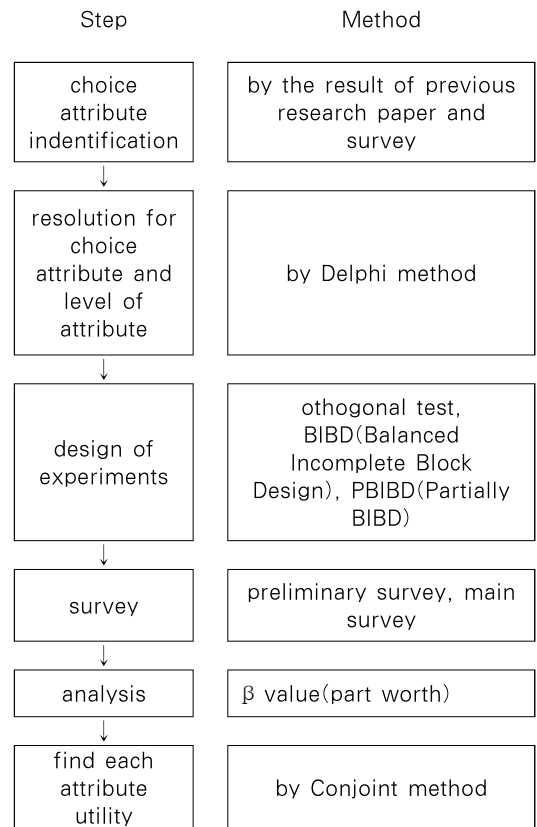 Step
Method
choice
attribute
indentification
by the result of previous
research paper and
survey
↓
resolution for
choice
attribute and
level of
attribute
by Delphi method
↓
design of
experiments
othogonal test,
BIBD(Balanced
Incomplete Block
Design), PBIBD(Partially
BIBD)
↓
survey
preliminary survey, main
survey
↓
analysis
β value(part worth)
↓
find each
attribute
utility
by Conjoint method